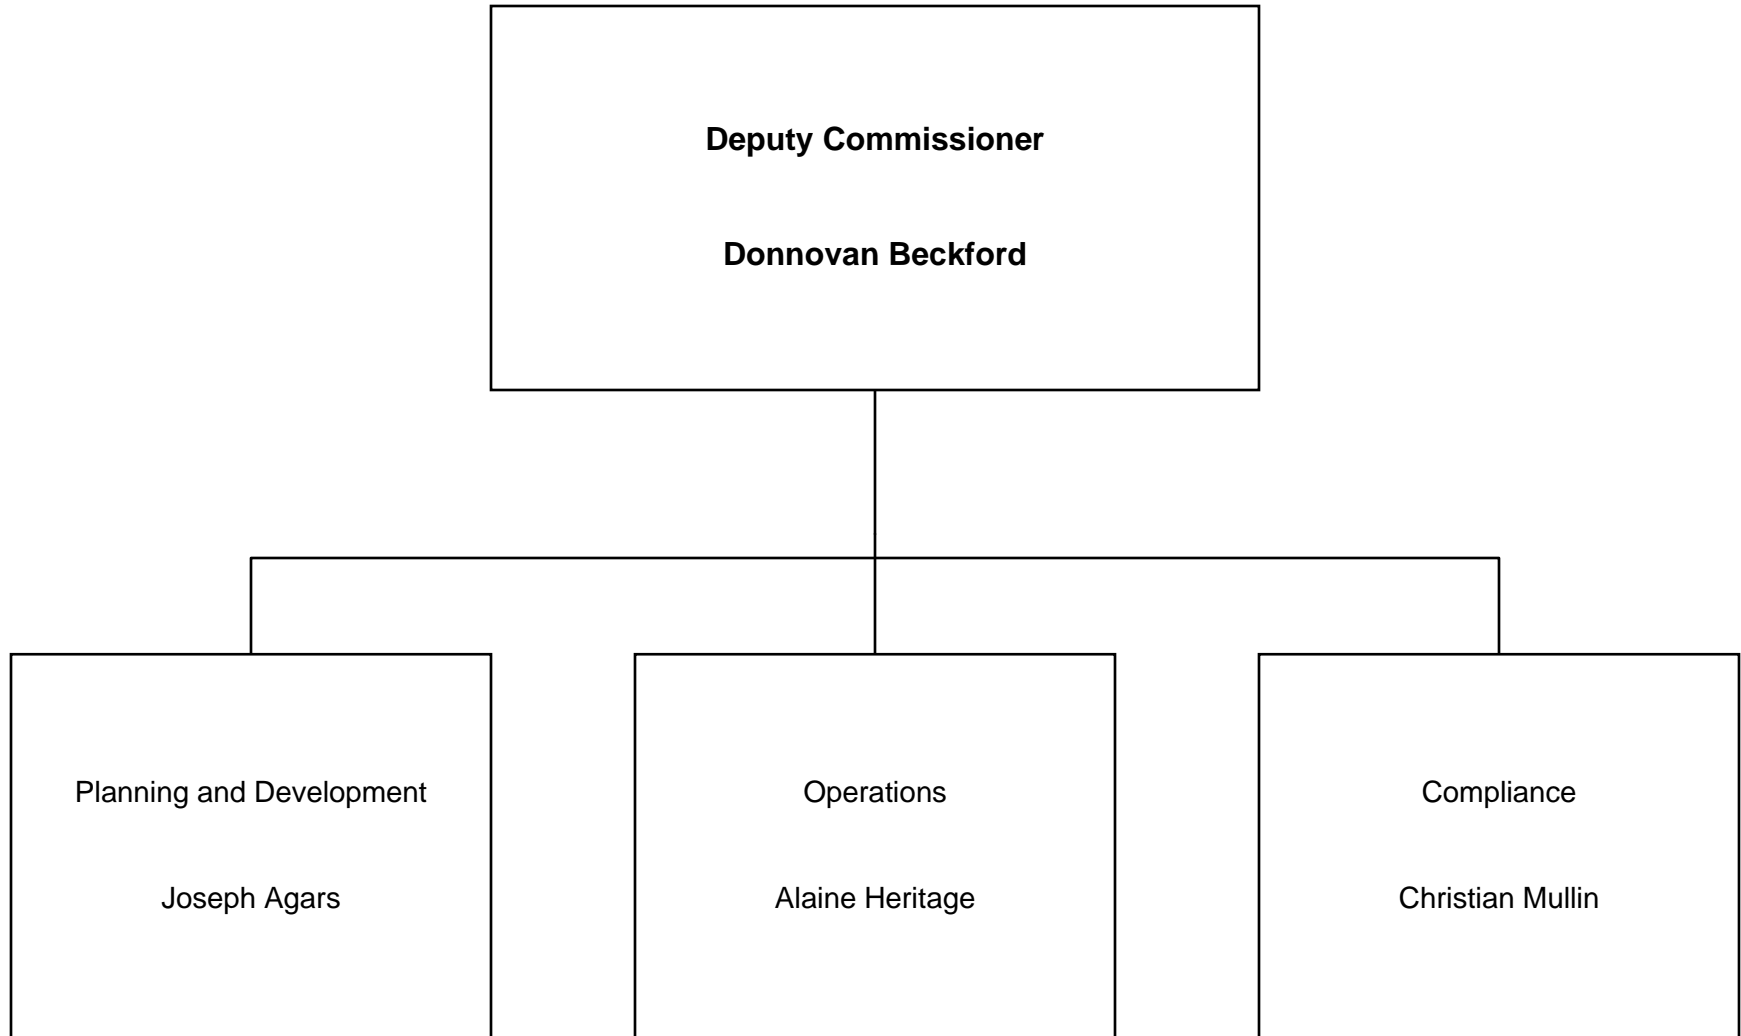 Deputy Commissioner
Donnovan Beckford
Planning and Development
Joseph Agars
Operations
Alaine Heritage
Compliance
Christian Mullin